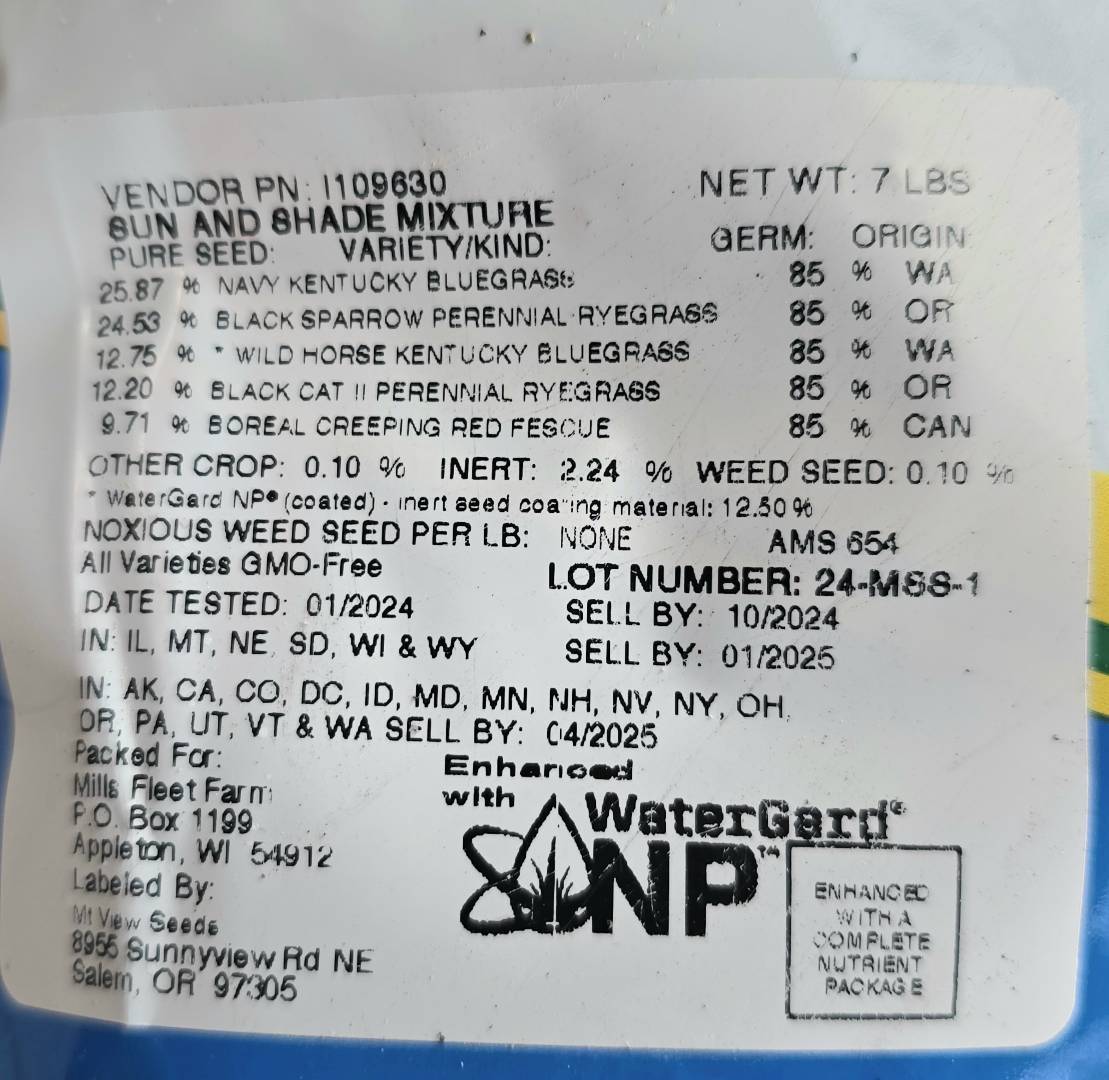 VENDOR PN: I109630 NET WT: 7 LBS
SUN AND SHADE MIXTURE
PURE SEED: VARIETY/KIND: GERM: ORIGIN
25.87 % NAVY KENTUCKY BLUEGRASS 85 % WA
24.53 % BLACK SPARROW PERENNIAL RYEGRASS 85 % OR
12.75 % * WILD HORSE KENTUCKY BLUEGRASS 85 % WA
12.20 % BLACK CAT II PERENNIAL RYEGRASS 85 % OR
9.71 % BOREAL CREEPING RED FESCUE 85 % CAN
OTHER CROP: 0.10 % INERT: 2.24 % WEED SEED: 0.10 %
* WaterGard NP® (coated) - inert seed coating material: 12.50 %
NOXIOUS WEED SEED PER LB: NONE AMS 654
All Varieties GMO-Free LOT NUMBER: 24-MSS-1
DATE TESTED: 01/2024 SELL BY: 10/2024
IN: IL, MT, NE, SD, WI & WY SELL BY: 01/2025
IN: AK, CA, CO, DC, ID, MD, MN, NH, NV, NY, OH,
OR, PA, UT, VT & WA SELL BY: 04/2025
Packed For:
Mills Fleet Farm
P.O. Box 1199
Appleton, WI 54912
Labeled By:
Mt View Seeds
8955 Sunnyview Rd NE
Salem, OR 97305
Enhanced
with WaterGard®
NP™
ENHANCED
WITH A
COMPLETE
NUTRIENT
PACKAGE